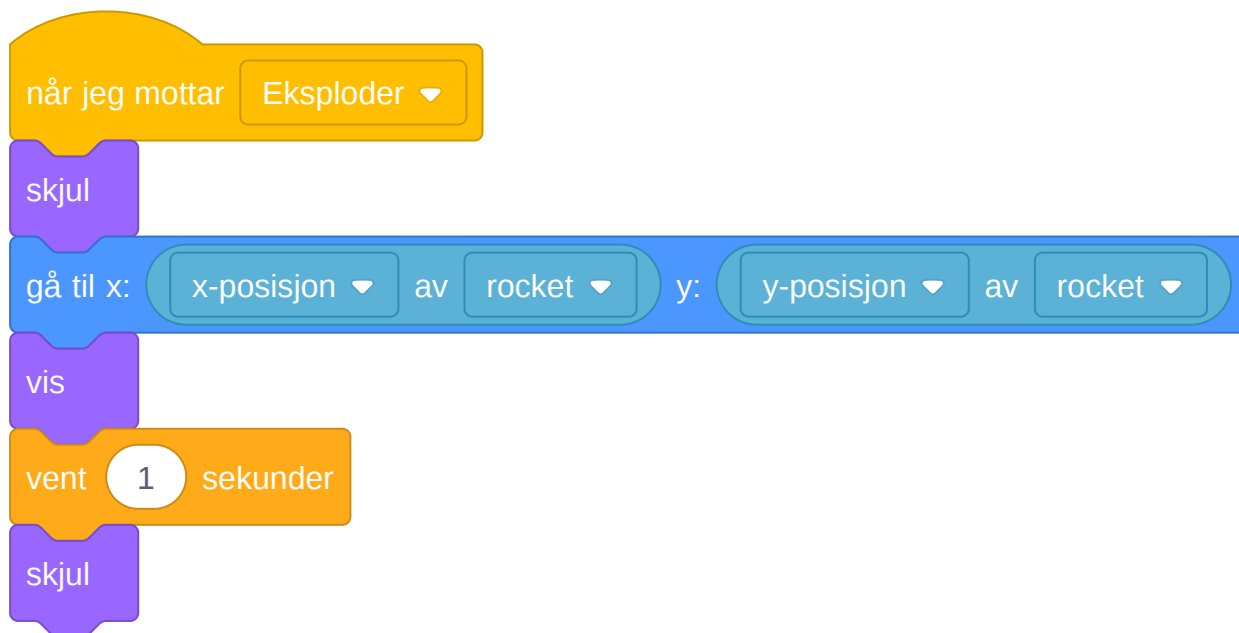 når jeg mottar Eksploder
skjul
gå til x: x-posisjon av rocket y: y-posisjon av rocket
vis
vent 1 sekunder
skjul